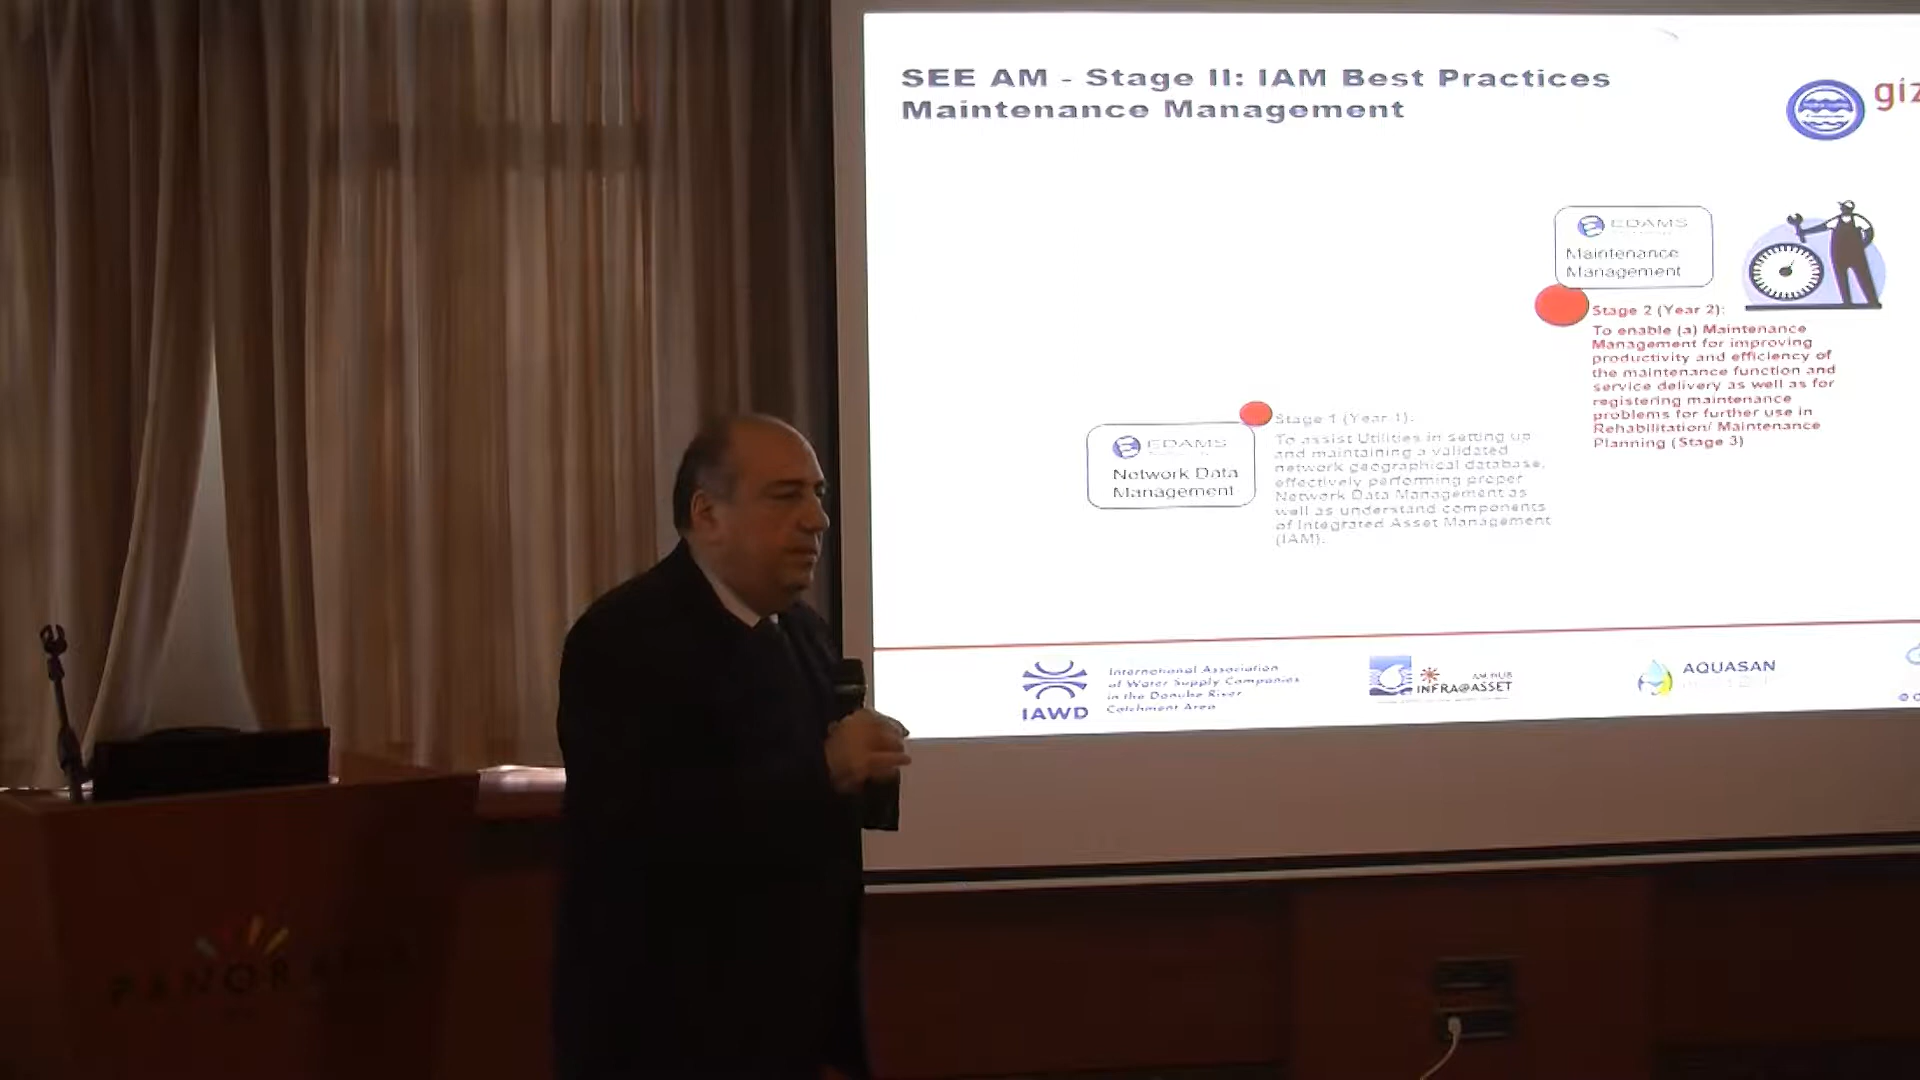 SEE AM - Stage II: IAM Best Practices
Maintenance Management
giz
EDAMS
Maintenance
Management
Stage 2 (Year 2):
To enable (a) Maintenance
Management for improving
productivity and efficiency of
the maintenance function and
service delivery as well as for
registering maintenance
problems for further use in
Rehabilitation/ Maintenance
Planning (Stage 3)
EDAMS
Network Data
Management
Stage 1 (Year 1):
To assist Utilities in setting up
and maintaining a validated
network geographical database,
effectively performing proper
Network Data Management as
well as understand components
of Integrated Asset Management
(IAM).
IAWD
International Association
of Water Supply Companies
in the Danube River
Catchment Area
AM HUB
INFRA@ASSET
AQUASAN